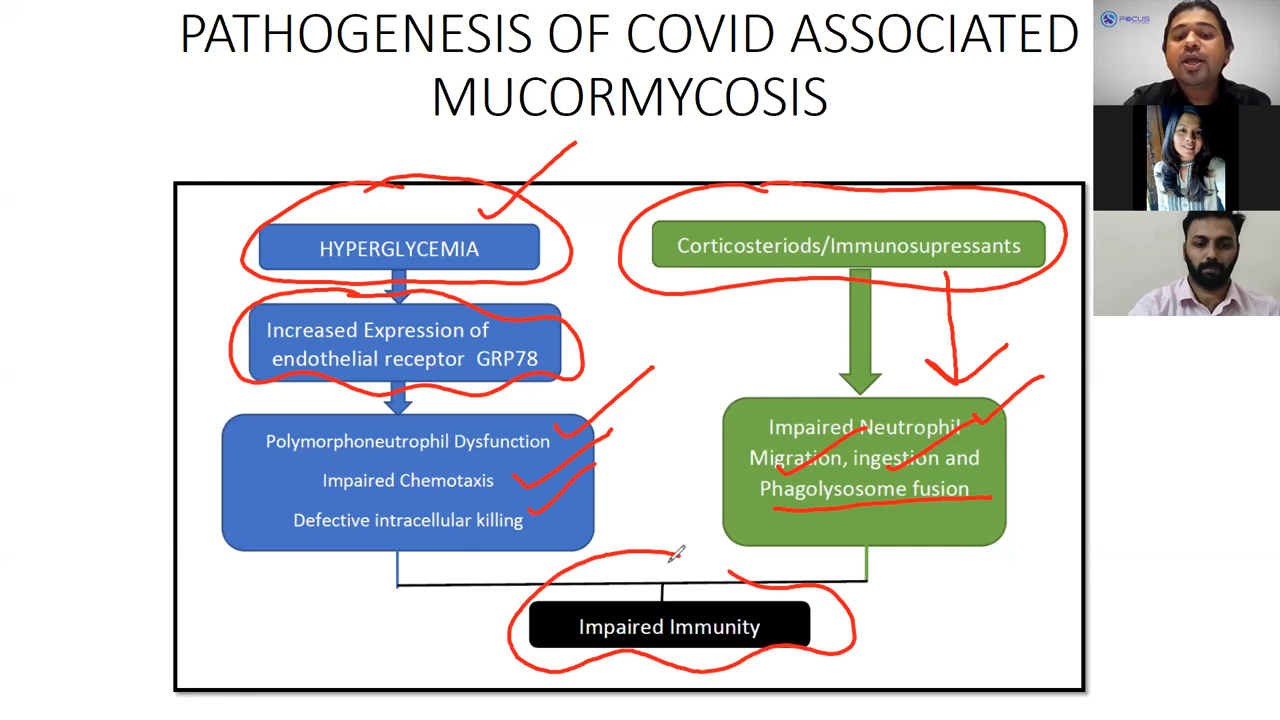 PATHOGENESIS OF COVID ASSOCIATED
MUCORMYCOSIS
FOCUS
HYPERGLYCEMIA
Increased Expression of
endothelial receptor GRP78
Polymorphoneutrophil Dysfunction
Impaired Chemotaxis
Defective intracellular killing
Corticosteriods/Immunosupressants
Impaired Neutrophil
Migration, ingestion and
Phagolysosome fusion
Impaired Immunity